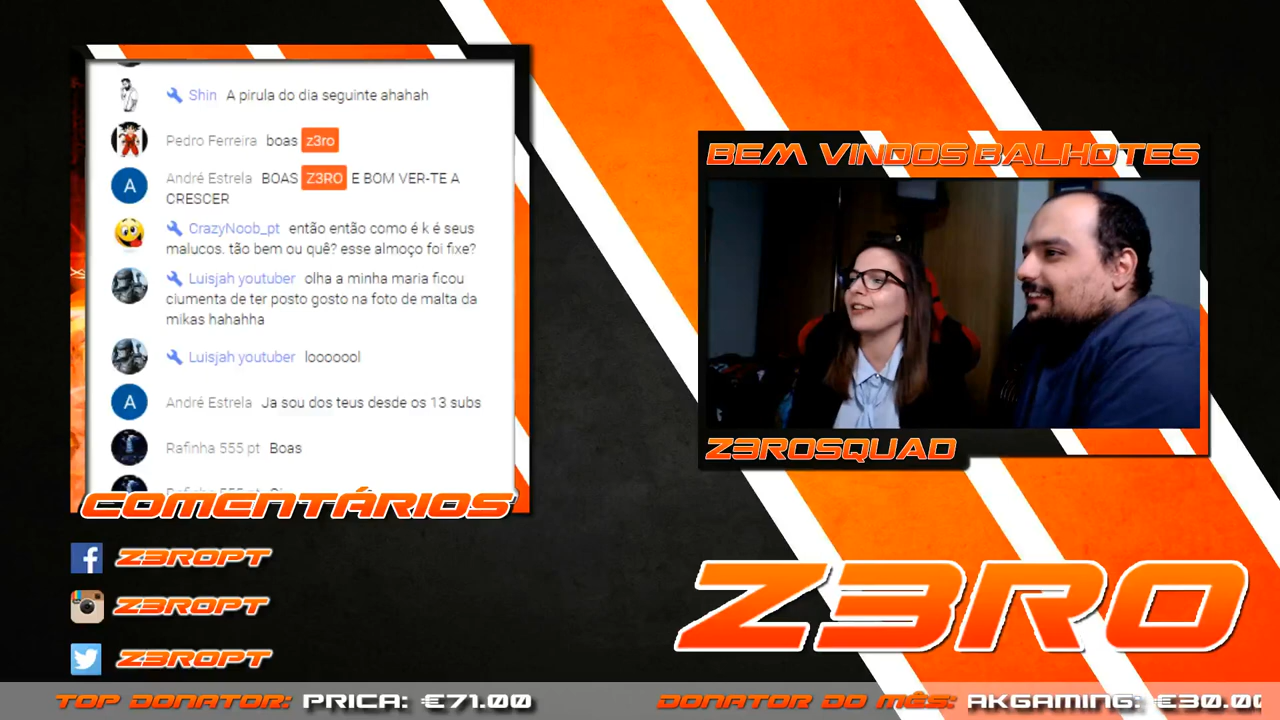 Shin A pirula do dia seguinte ahahah
Pedro Ferreira boas z3ro
A
André Estrela BOAS Z3RO E BOM VER-TE A
CRESCER
CrazyNoob_pt então então como é k é seus
malucos. tão bem ou quê? esse almoço foi fixe?
Luisjah youtuber olha a minha maria ficou
ciumenta de ter posto gosto na foto de malta da
mikas hahahha
Luisjah youtuber looooool
A
André Estrela Ja sou dos teus desde os 13 subs
Rafinha 555 pt Boas
COMENTÁRIOS
Z3ROPT
Z3ROPT
Z3ROPT
BEM VINDOS BALHOTES
Z3ROSQUAD
Z3RO
TOP DONATOR: PRICA: €71.00
DONATOR DO MÊS: AKGAMING: €30.00